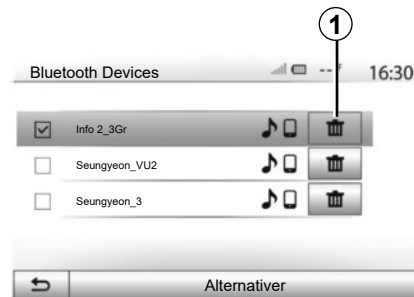 1
Bluetooth Devices -- ° 16:30
Info 2_3Gr
Seungyeon_VU2
Seungyeon_3
Alternativer